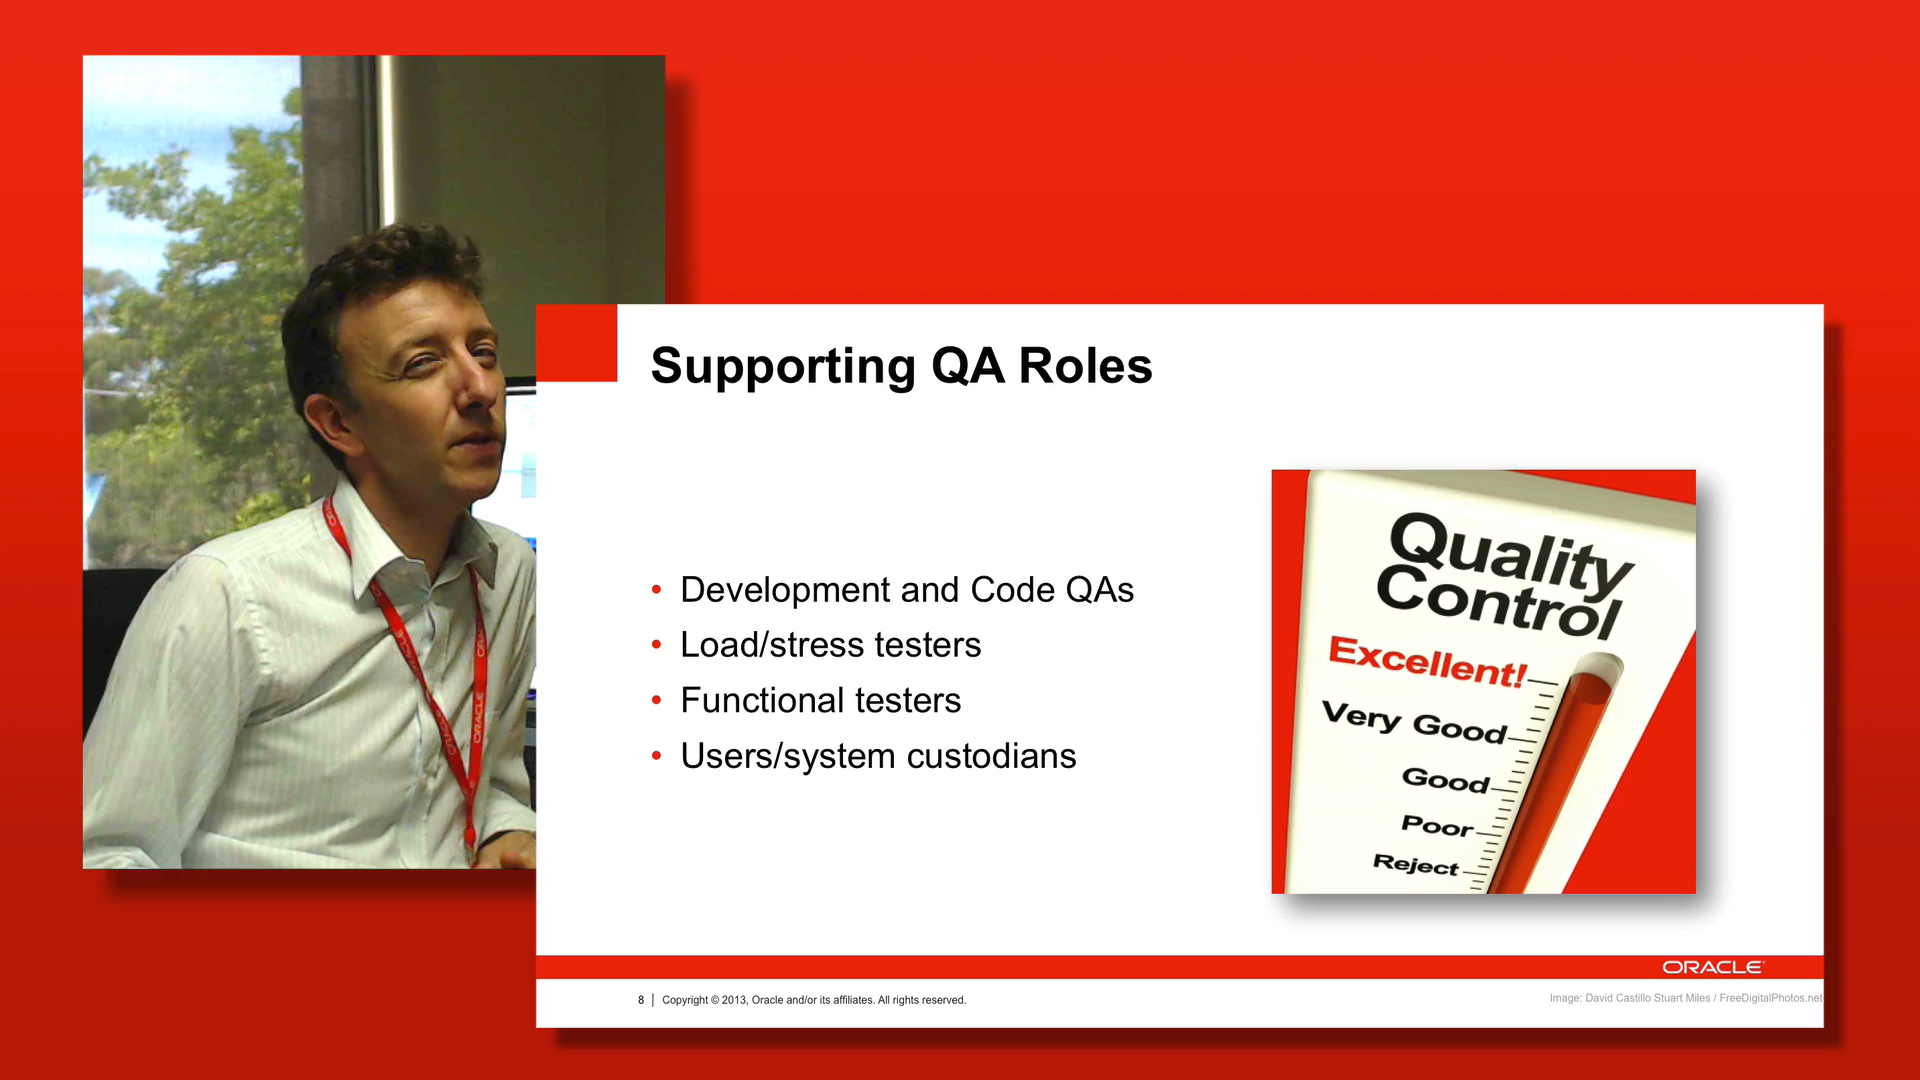 Supporting QA Roles
• Development and Code QAs
• Load/stress testers
• Functional testers
• Users/system custodians
Quality
Control
Excellent!
Very Good
Good
Poor
Reject
ORACLE
8 | Copyright © 2013, Oracle and/or its affiliates. All rights reserved.
Image: David Castillo Stuart Miles / FreeDigitalPhotos.net
ORACLE
ORACLE